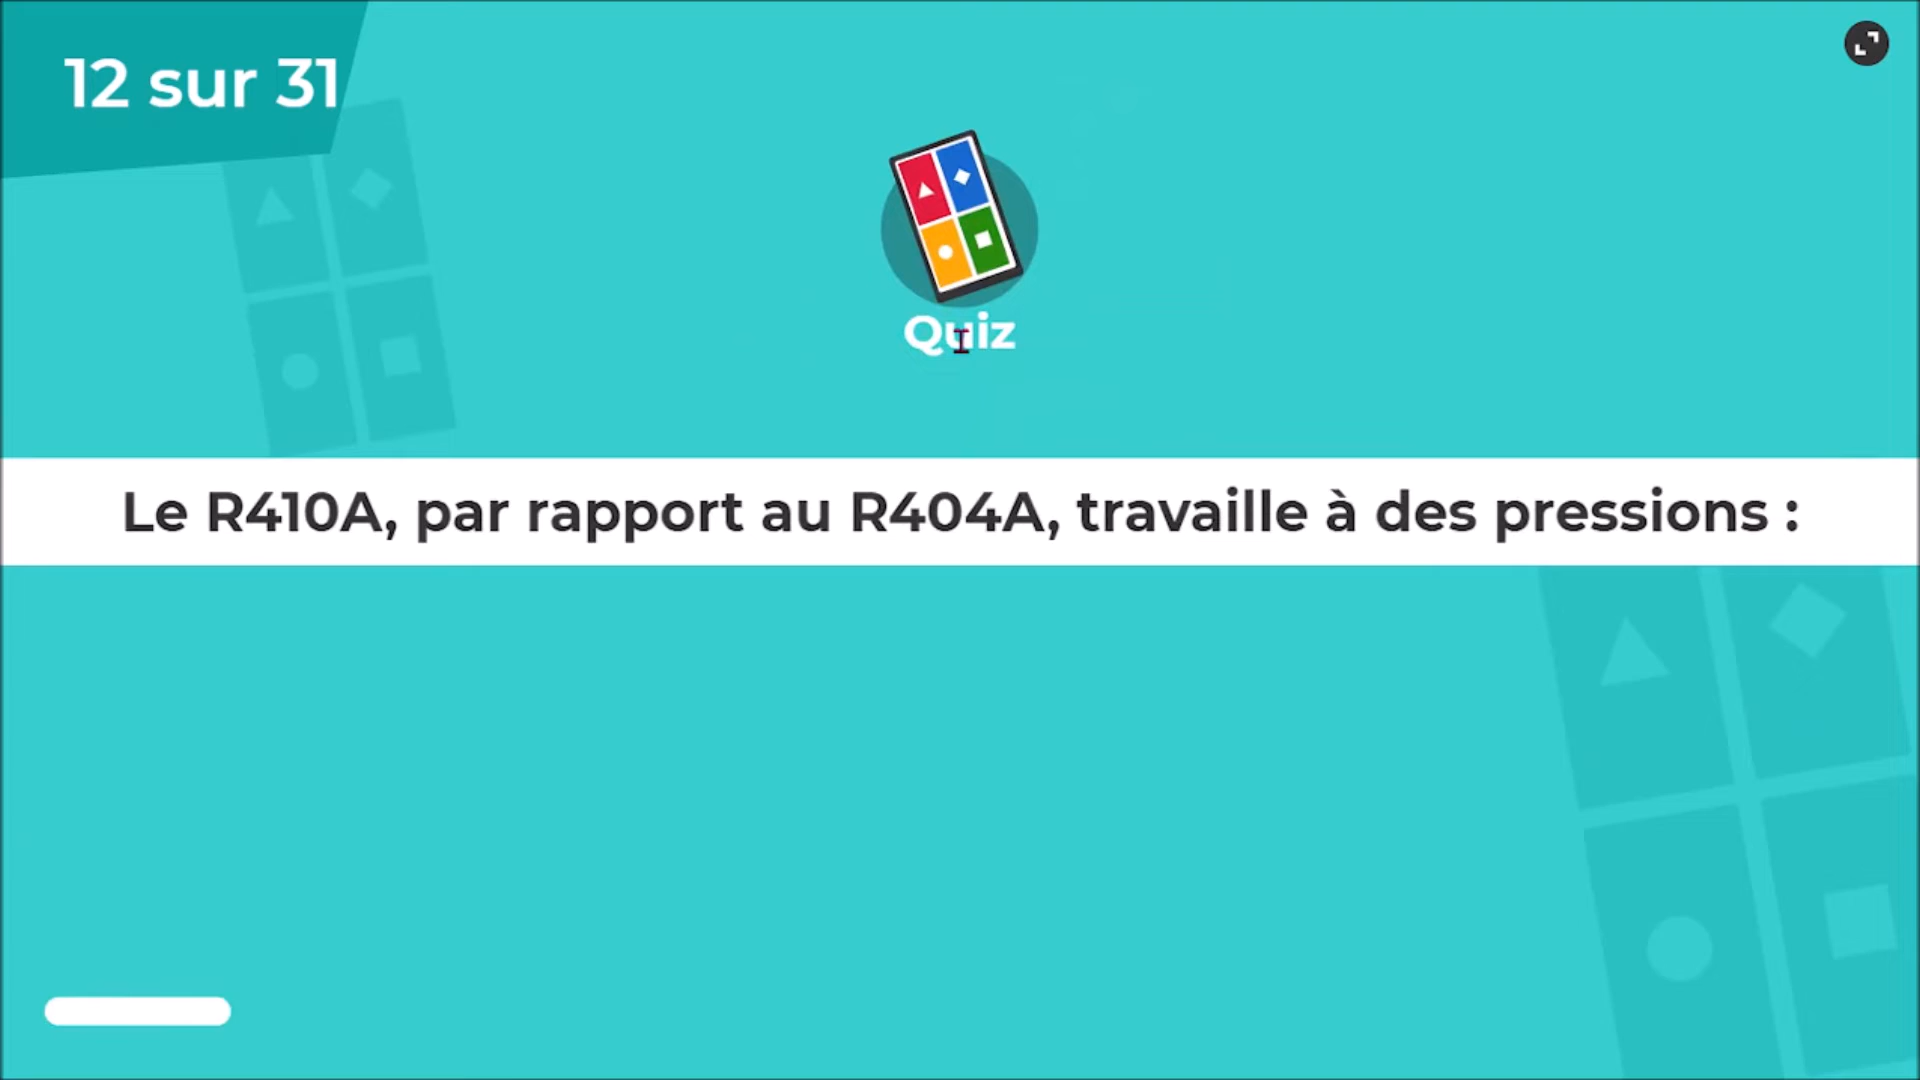 12 sur 31
Quiz
Le R410A, par rapport au R404A, travaille à des pressions :